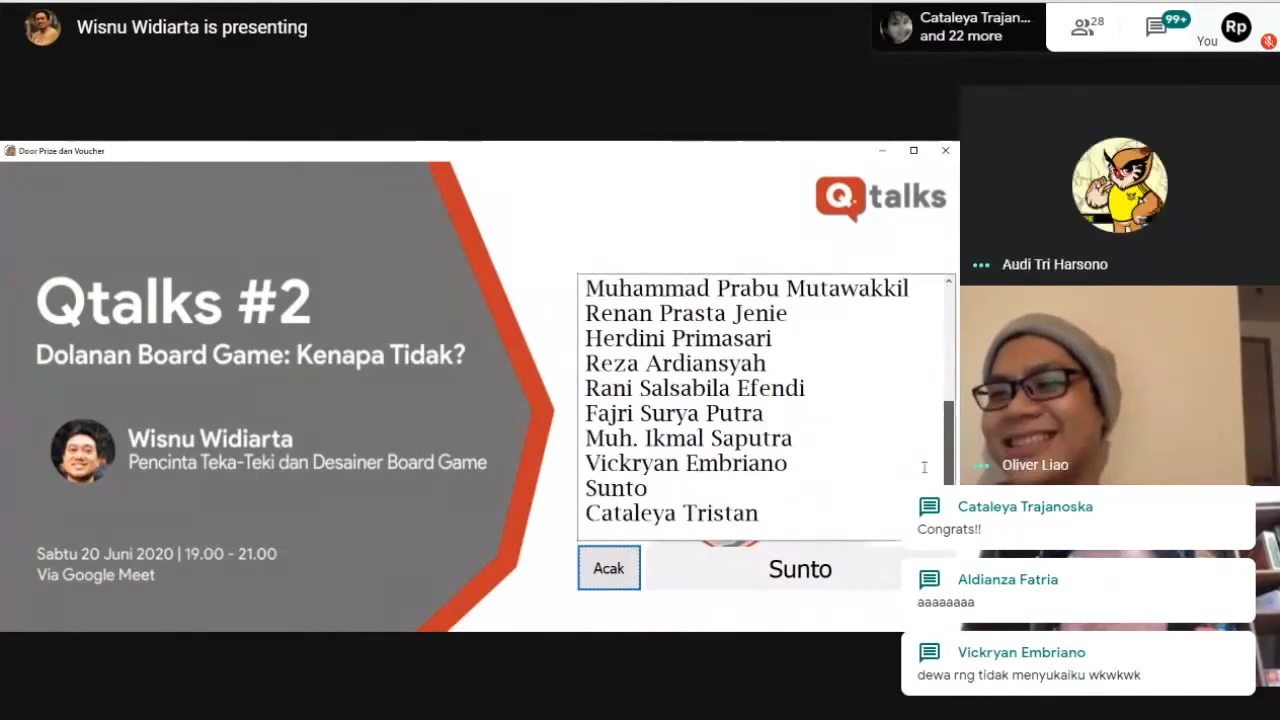 Wisnu Widiarta is presenting
Cataleya Trajan...
and 22 more
28
99+
You
Rp
Door Prize dan Voucher
Q talks
Qtalks #2
Dolanan Board Game: Kenapa Tidak?
Wisnu Widiarta
Pencinta Teka-Teki dan Desainer Board Game
Sabtu 20 Juni 2020 | 19.00 - 21.00
Via Google Meet
Muhammad Prabu Mutawakkil
Renan Prasta Jenie
Herdini Primasari
Reza Ardiansyah
Rani Salsabila Efendi
Fajri Surya Putra
Muh. Ikmal Saputra
Vickryan Embriano
Sunto
Cataleya Tristan
Acak
Sunto
Audi Tri Harsono
Oliver Liao
Cataleya Trajanoska
Congrats!!
Aldianza Fatria
aaaaaaaa
Vickryan Embriano
dewa rng tidak menyukaiku wkwkwk